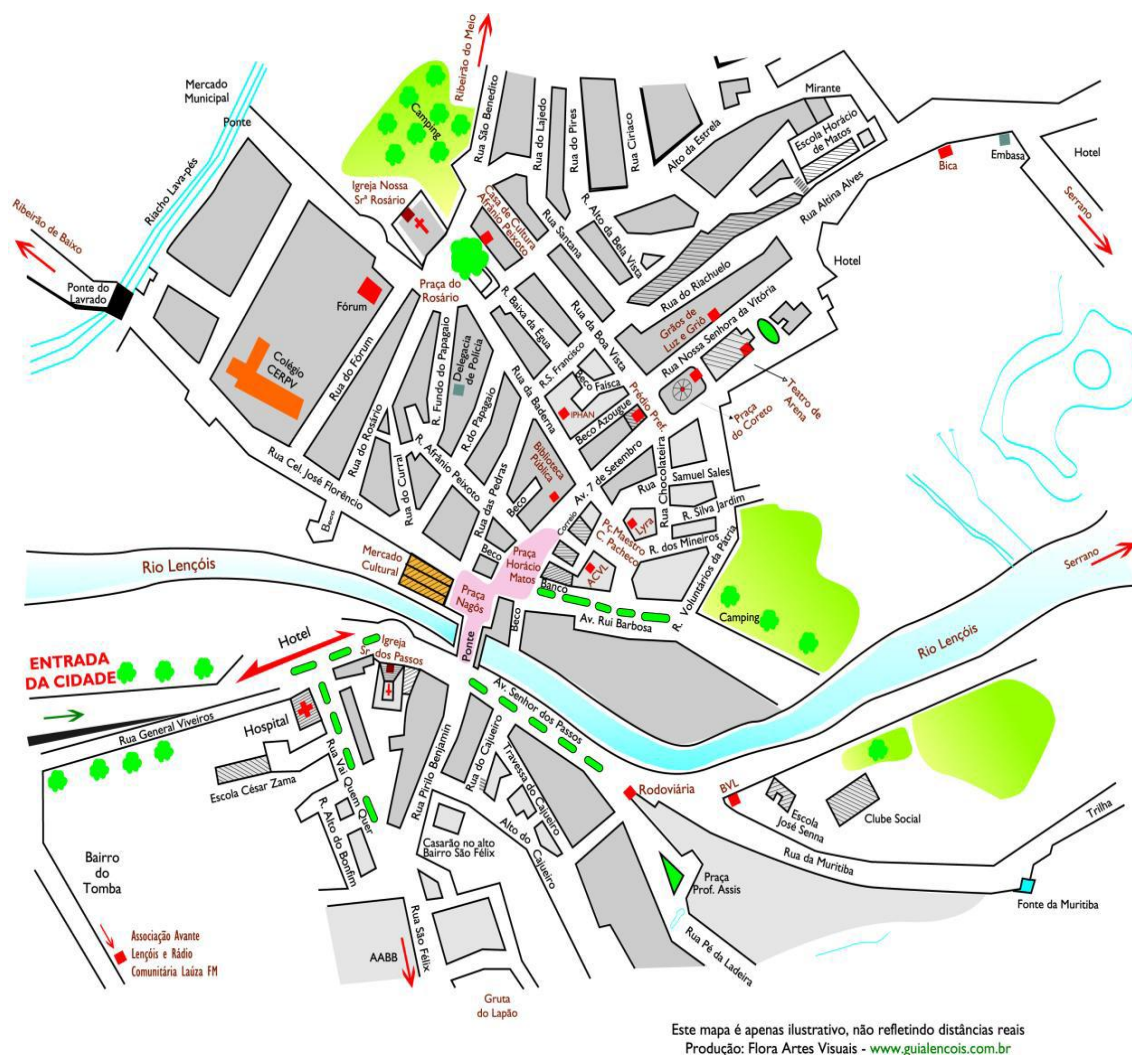 Ribeirão do Meio
Mercado
Municipal
Ponte
Riacho Lava-pés
Camping
Rua São Benedito
Rua do Lajedo
Rua do Pires
Rua Ciriaco
Alto da Estrela
Mirante
Escola Horácio
de Matos
Bica
Embasa
Hotel
Serrano
Rua Altina Alves
Hotel
Ribeirão de Baixo
Ponte do
Lavrado
Igreja Nossa
Srª Rosário
Casa de Cultura
Afrânio Peixoto
Rua Santana
R. Alto da Bela Vista
Rua do Riachuelo
Praça do
Rosário
Fórum
Colégio
CERPV
Rua do Fórum
R. Fundo do Papagaio
Delegacia
de Polícia
R. Baixa da Égua
Rua da Boa Vista
Grãos de
Luz e Griô
Rua Nossa Senhora da Vitória
Teatro de
Arena
Praça
do Coreto
R.S. Francisco
Beco Faísca
Rua da Baderna
IPHAN
Beco Azougue
Prédio Pref.
Rua do Rosário
Rua do Curral
R. Afrânio Peixoto
R.do Papagaio
Rua Cel. José Florêncio
Beco
Rua das Pedras
Beco
Biblioteca
Pública
Av. 7 de Setembro
Rua Chocolateira
Rua
Samuel Sales
R. Silva Jardim
R. dos Mineiros
Lyra
Pç. Maestro
C. Pacheco
Correio
ACVL
Banco
Beco
Praça
Horácio
Matos
Praça
Nagôs
Mercado
Cultural
Rio Lençóis
Av. Rui Barbosa
R. Voluntários da Pátria
Camping
Serrano
Rio Lençóis
Beco
Ponte
Hotel
Igreja
Sr. dos Passos
ENTRADA
DA CIDADE
Rua General Viveiros
Hospital
Escola César Zama
Rua Vai Quem Quer
R. Alto do Bonfim
Rua Pirilo Benjamin
Rua do Cajueiro
Travessa do Cajueiro
Alto do Cajueiro
Av. Senhor dos Passos
Casarão no alto
Bairro São Félix
Rodoviária
BVL
Escola
José Senna
Clube Social
Rua da Muritiba
Trilha
Fonte da Muritiba
Praça
Prof. Assis
Rua Pé da Ladeira
Bairro
do
Tomba
Associação Avante
Lençóis e Rádio
Comunitária Laúza FM
AABB
Rua São Félix
Gruta
do Lapão
Este mapa é apenas ilustrativo, não refletindo distâncias reais
Produção: Flora Artes Visuais - www.guialencois.com.br